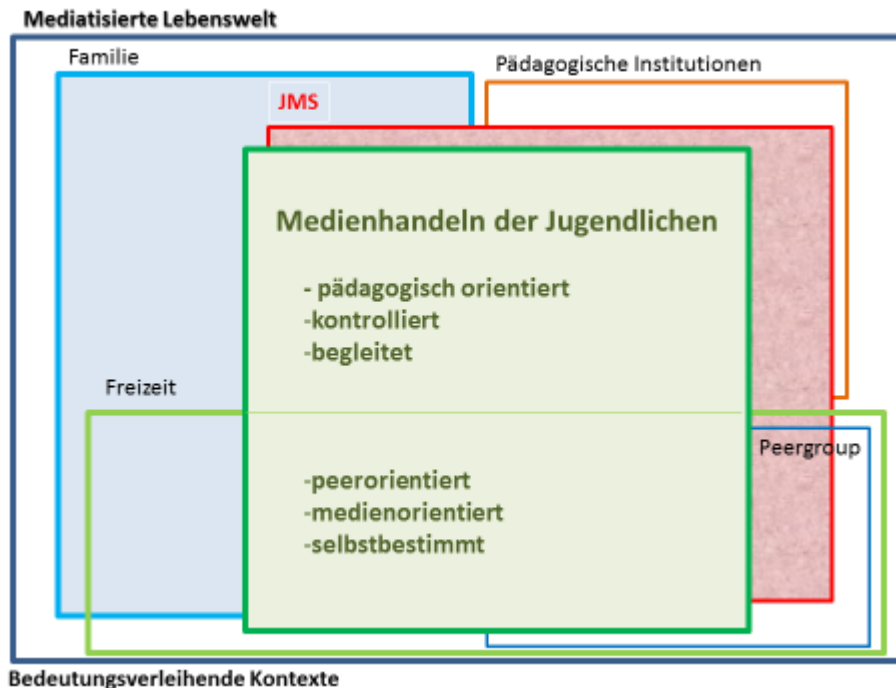 Mediatisierte Lebenswelt
Familie
Pädagogische Institutionen
JMS
Medienhandeln der Jugendlichen
- pädagogisch orientiert
-kontrolliert
-begleitet
Freizeit
Peergroup
-peerorientiert
-medienorientiert
-selbstbestimmt
Bedeutungsverleihende Kontexte